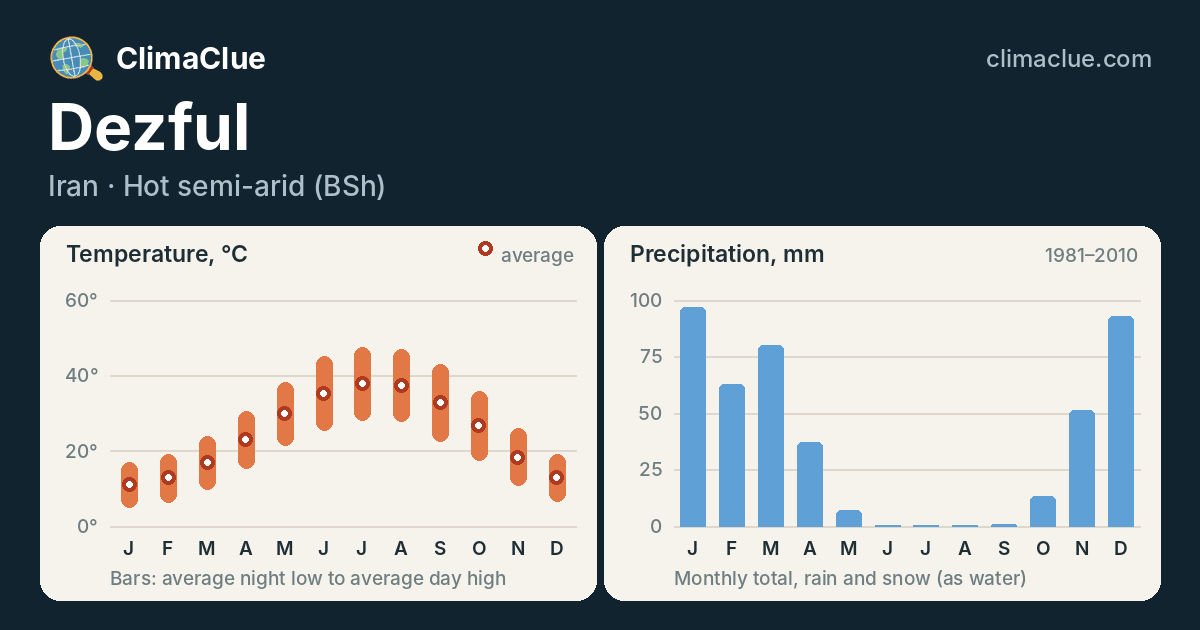 ClimaClue
climaclue.com
Dezful
Iran · Hot semi-arid (BSh)
Temperature, °C
average
60°
40°
20°
0°
J F M A M J J A S O N D
Bars: average night low to average day high
Precipitation, mm
1981–2010
100
75
50
25
0
J F M A M J J A S O N D
Monthly total, rain and snow (as water)